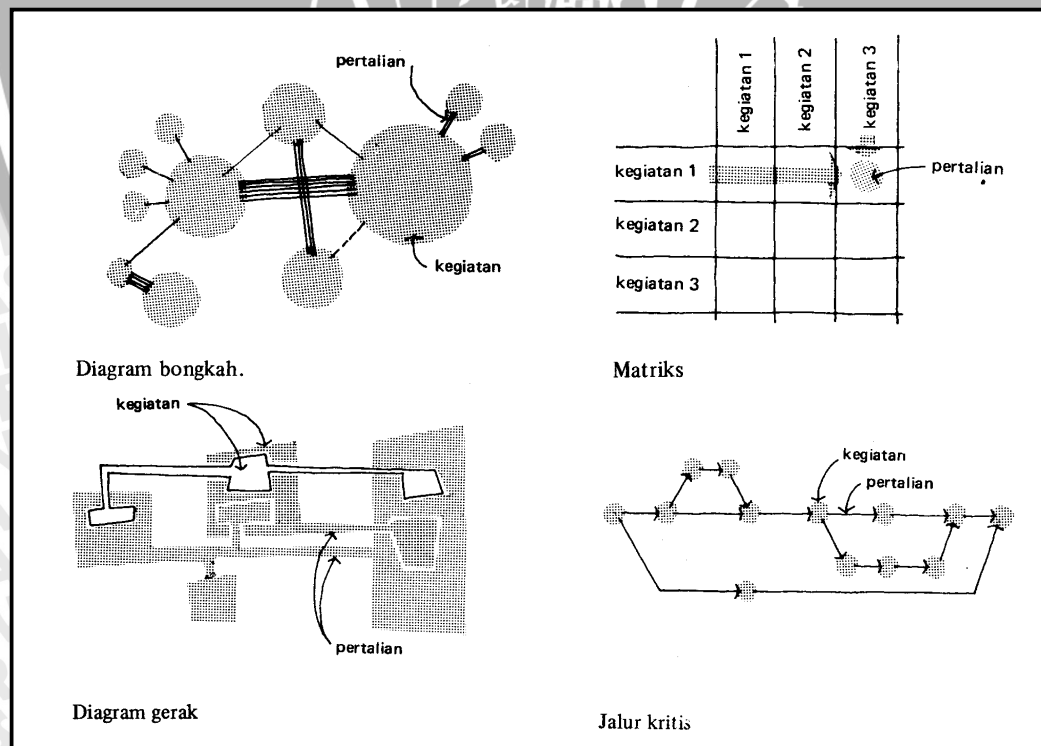 pertalian
kegiatan
Diagram bongkah.
kegiatan 1
kegiatan 2
kegiatan 3
kegiatan 1
pertalian
kegiatan 2
kegiatan 3
Matriks
kegiatan
pertalian
Diagram gerak
kegiatan
pertalian
Jalur kritis